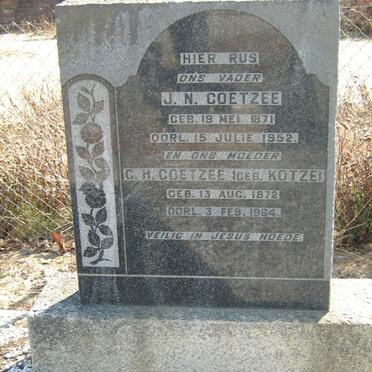 HIER RUS
ONS VADER
J. N. COETZEE
GEB. 19 MEI 1871
OORL. 15 JULIE 1952.
EN ONS MOEDER
C. H. COETZEE (GEB. KOTZE)
GEB. 13 AUG. 1872
OORL. 3 FEB. 1964.
VEILIG IN JESUS HOEDE.